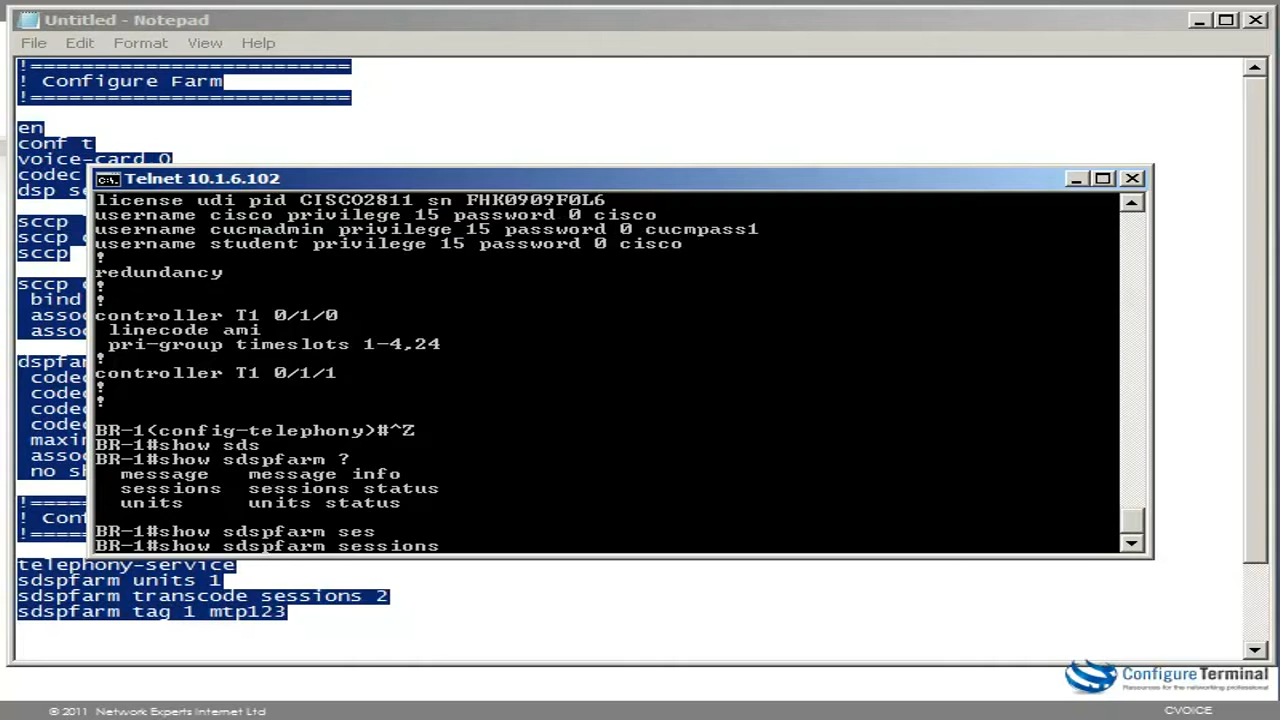 Untitled - Notepad
File Edit Format View Help
!=========================
! Configure Farm
!=========================
en
conf t
voice-card 0
codec
dsp se
sccp
sccp
sccp
sccp
bind
asso
asso
dspfar
code
code
code
code
maxi
asso
no sh
!=====
! Conf
!=====
telephony-service
sdspfarm units 1
sdspfarm transcode sessions 2
sdspfarm tag 1 mtp123
Telnet 10.1.6.102
license udi pid CISCO2811 sn FHK0909F0L6
username cisco privilege 15 password 0 cisco
username cucmadmin privilege 15 password 0 cucmpass1
username student privilege 15 password 0 cisco
!
redundancy
!
!
controller T1 0/1/0
linecode ami
pri-group timeslots 1-4,24
!
controller T1 0/1/1
!
!
BR-1(config-telephony)#^Z
BR-1#show sds
BR-1#show sdspfarm ?
message message info
sessions sessions status
units units status
BR-1#show sdspfarm ses
BR-1#show sdspfarm sessions
ConfigureTerminal
Resources for the networking professional
© 2011 Network Experts Internet Ltd
CVOICE